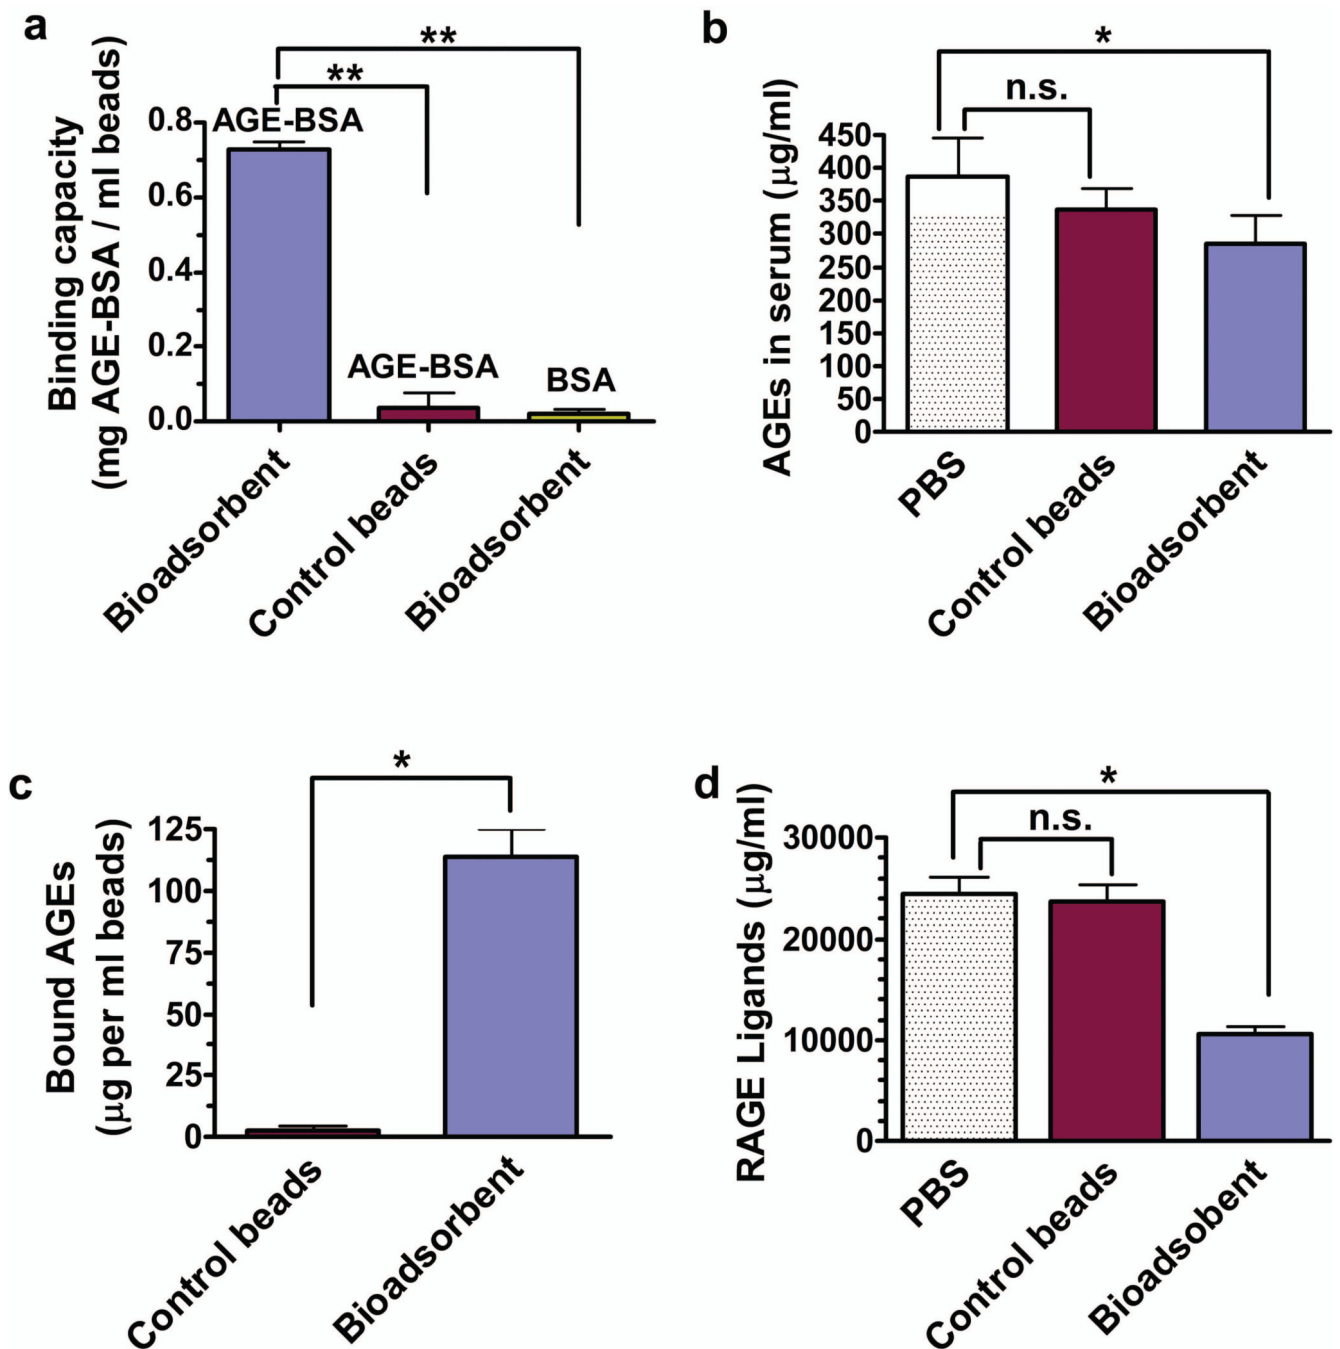 a
**
**
AGE-BSA
AGE-BSA
BSA
Binding capacity
(mg AGE-BSA / ml beads)
0.8
0.6
0.4
0.2
0.0
Bioadsorbent
Control beads
Bioadsorbent
b
*
n.s.
AGEs in serum (μg/ml)
450
400
350
300
250
200
150
100
50
0
PBS
Control beads
Bioadsorbent
c
*
Bound AGEs
(μg per ml beads)
125
100
75
50
25
0
Control beads
Bioadsorbent
d
*
n.s.
RAGE Ligands (μg/ml)
30000
20000
10000
0
PBS
Control beads
Bioadsobent